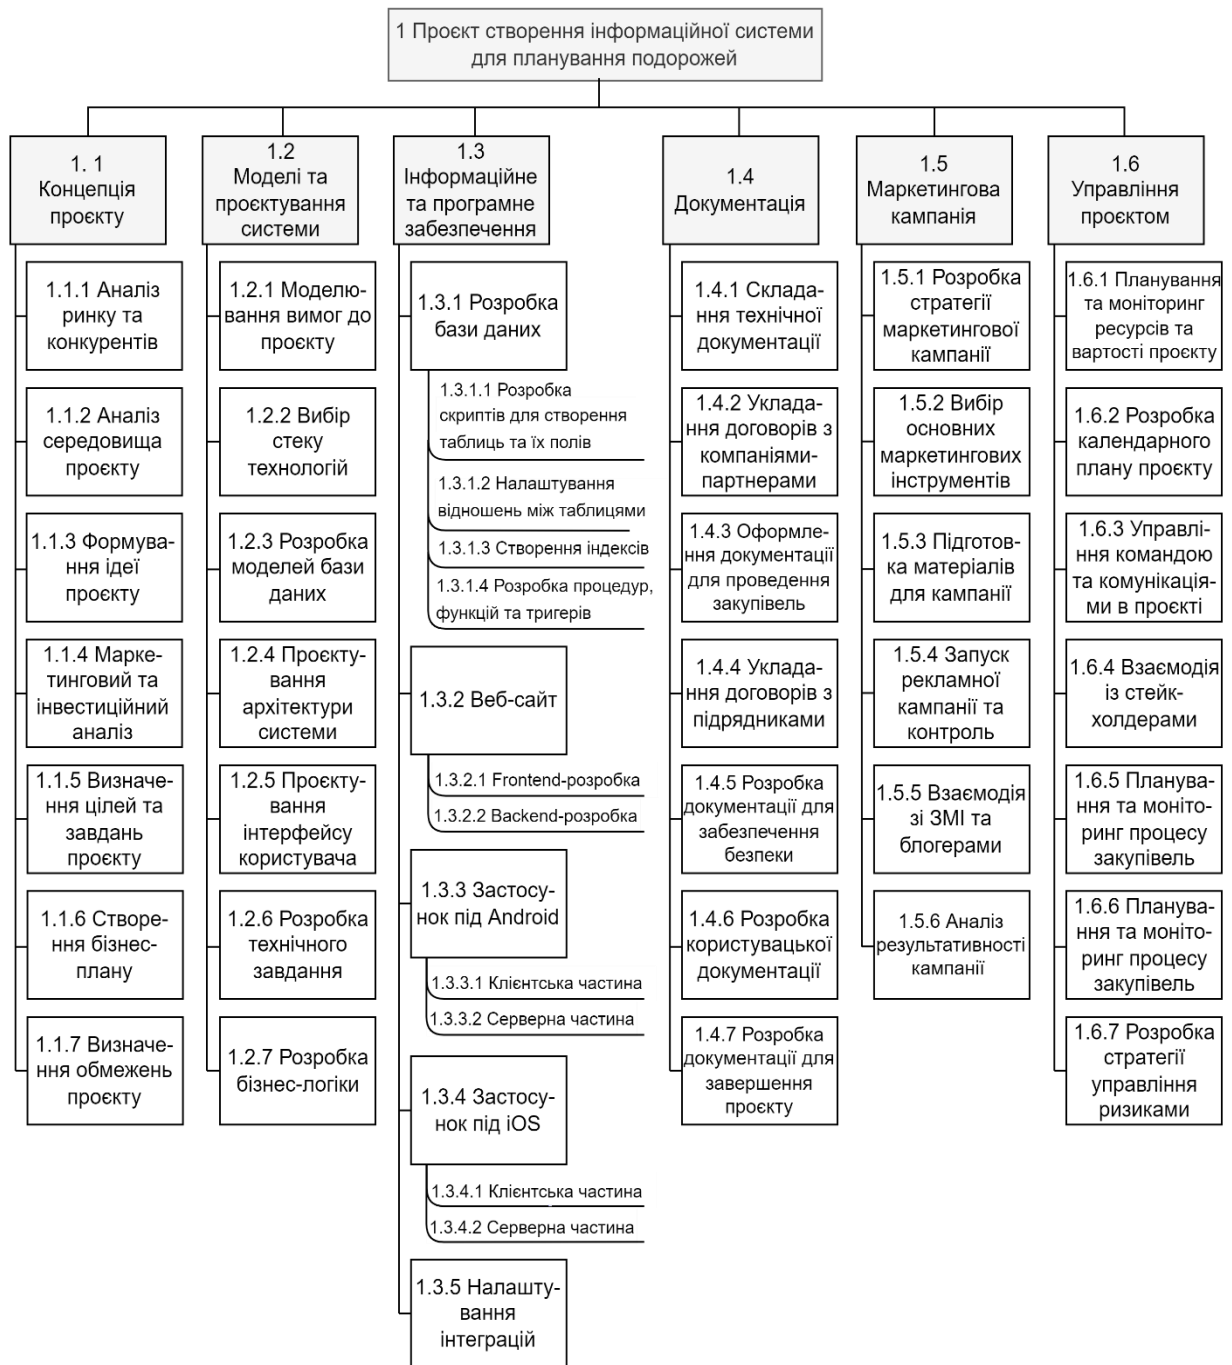 1 Проєкт створення інформаційної системи
для планування подорожей
1. 1
Концепція
проєкту
1.1.1 Аналіз
ринку та
конкурентів
1.1.2 Аналіз
середовища
проєкту
1.1.3 Формува-
ння ідеї
проєкту
1.1.4 Марке-
тинговий та
інвестиційний
аналіз
1.1.5 Визначе-
ння цілей та
завдань
проєкту
1.1.6 Створе-
ння бізнес-
плану
1.1.7 Визначе-
ння обмежень
проєкту
1.2
Моделі та
проєктування
системи
1.2.1 Моделю-
вання вимог до
проєкту
1.2.2 Вибір
стеку
технологій
1.2.3 Розробка
моделей бази
даних
1.2.4 Проєкту-
вання
архітектури
системи
1.2.5 Проєкту-
вання
інтерфейсу
користувача
1.2.6 Розробка
технічного
завдання
1.2.7 Розробка
бізнес-логіки
1.3
Інформаційне
та програмне
забезпечення
1.3.1 Розробка
бази даних
1.3.1.1 Розробка
скриптів для створення
таблиць та їх полів
1.3.1.2 Налаштування
відношень між таблицями
1.3.1.3 Створення індексів
1.3.1.4 Розробка процедур,
функцій та тригерів
1.3.2 Веб-сайт
1.3.2.1 Frontend-розробка
1.3.2.2 Backend-розробка
1.3.3 Застосу-
нок під Android
1.3.3.1 Клієнтська частина
1.3.3.2 Серверна частина
1.3.4 Застосу-
нок під iOS
1.3.4.1 Клієнтська частина
1.3.4.2 Серверна частина
1.3.5 Налашту-
вання
інтеграцій
1.4
Документація
1.4.1 Склада-
ння технічної
документації
1.4.2 Уклада-
ння договорів з
компаніями-
партнерами
1.4.3 Оформле-
ння документації
для проведення
закупівель
1.4.4 Уклада-
ння договорів з
підрядниками
1.4.5 Розробка
документації для
забезпечення
безпеки
1.4.6 Розробка
користувацької
документації
1.4.7 Розробка
документації для
завершення
проєкту
1.5
Маркетингова
кампанія
1.5.1 Розробка
стратегії
маркетингової
кампанії
1.5.2 Вибір
основних
маркетингових
інструментів
1.5.3 Підготов-
ка матеріалів
для кампанії
1.5.4 Запуск
рекламної
кампанії та
контроль
1.5.5 Взаємодія
зі ЗМІ та
блогерами
1.5.6 Аналіз
результативності
кампанії
1.6
Управління
проєктом
1.6.1 Планування
та моніторинг
ресурсів та
вартості проєкту
1.6.2 Розробка
календарного
плану проєкту
1.6.3 Управлі-
ння командою
та комунікаці-
ями в проєкті
1.6.4 Взаємодія
із стейк-
холдерами
1.6.5 Планува-
ння та моніто-
ринг процесу
закупівель
1.6.6 Планува-
ння та моніто-
ринг процесу
закупівель
1.6.7 Розробка
стратегії
управління
ризиками